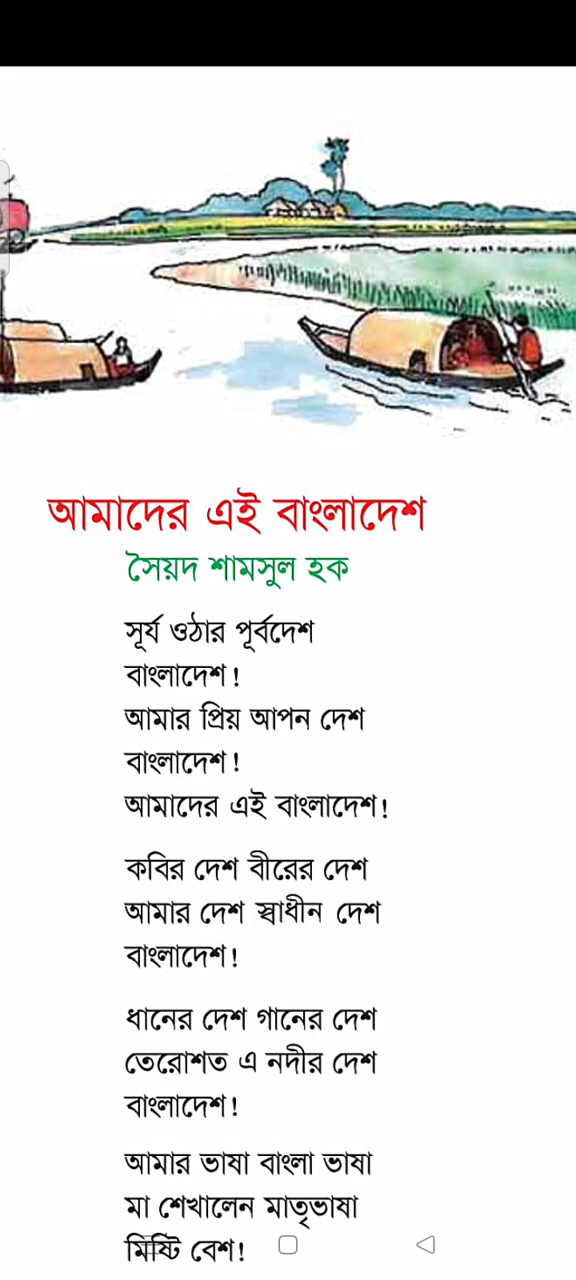 আমাদের এই বাংলাদেশ
সৈয়দ শামসুল হক
সূর্য ওঠার পূর্বদেশ
বাংলাদেশ!
আমার প্রিয় আপন দেশ
বাংলাদেশ!
আমাদের এই বাংলাদেশ!
কবির দেশ বীরের দেশ
আমার দেশ স্বাধীন দেশ
বাংলাদেশ!
ধানের দেশ গানের দেশ
তেরোশত এ নদীর দেশ
বাংলাদেশ!
আমার ভাষা বাংলা ভাষা
মা শেখালেন মাতৃভাষা
মিষ্টি বেশ!